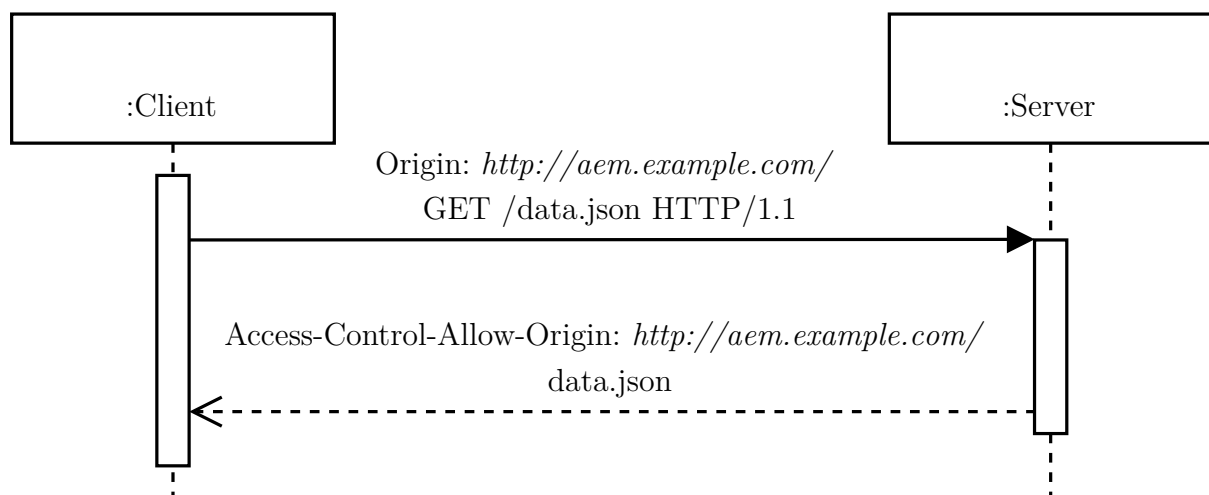 :Client
:Server
Origin: http://aem.example.com/
GET /data.json HTTP/1.1
Access-Control-Allow-Origin: http://aem.example.com/
data.json